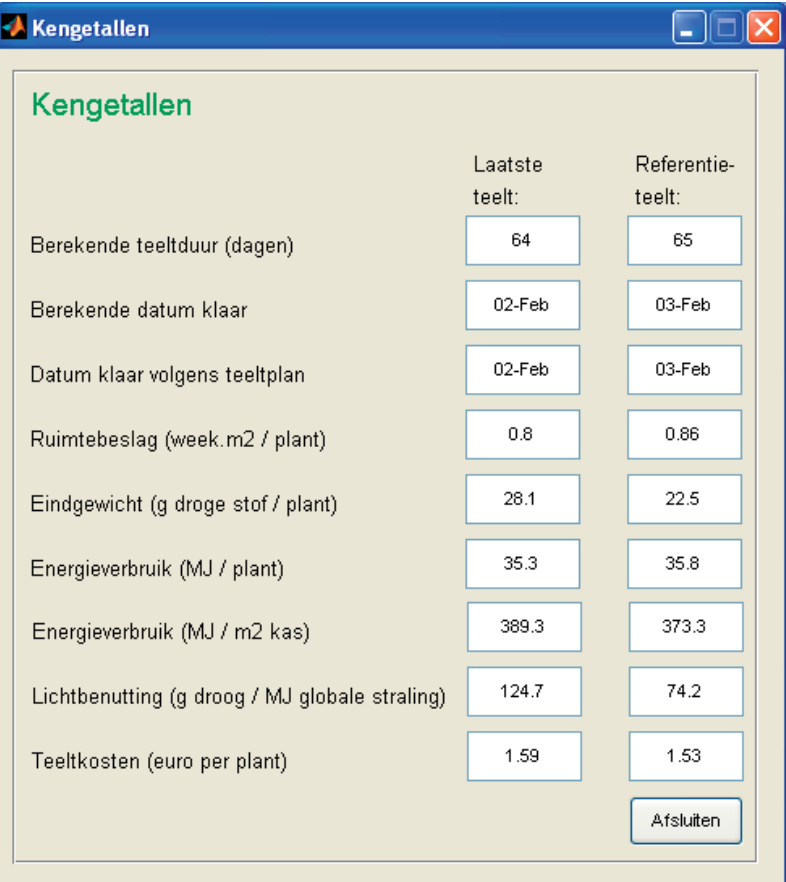 Kengetallen
Kengetallen
Laatste Referentie-
teelt: teelt:
Berekende teeltduur (dagen) 64 65
Berekende datum klaar 02-Feb 03-Feb
Datum klaar volgens teeltplan 02-Feb 03-Feb
Ruimtebeslag (week.m2 / plant) 0.8 0.86
Eindgewicht (g droge stof / plant) 28.1 22.5
Energieverbruik (MJ / plant) 35.3 35.8
Energieverbruik (MJ / m2 kas) 389.3 373.3
Lichtbenutting (g droog / MJ globale straling) 124.7 74.2
Teeltkosten (euro per plant) 1.59 1.53
Afsluiten